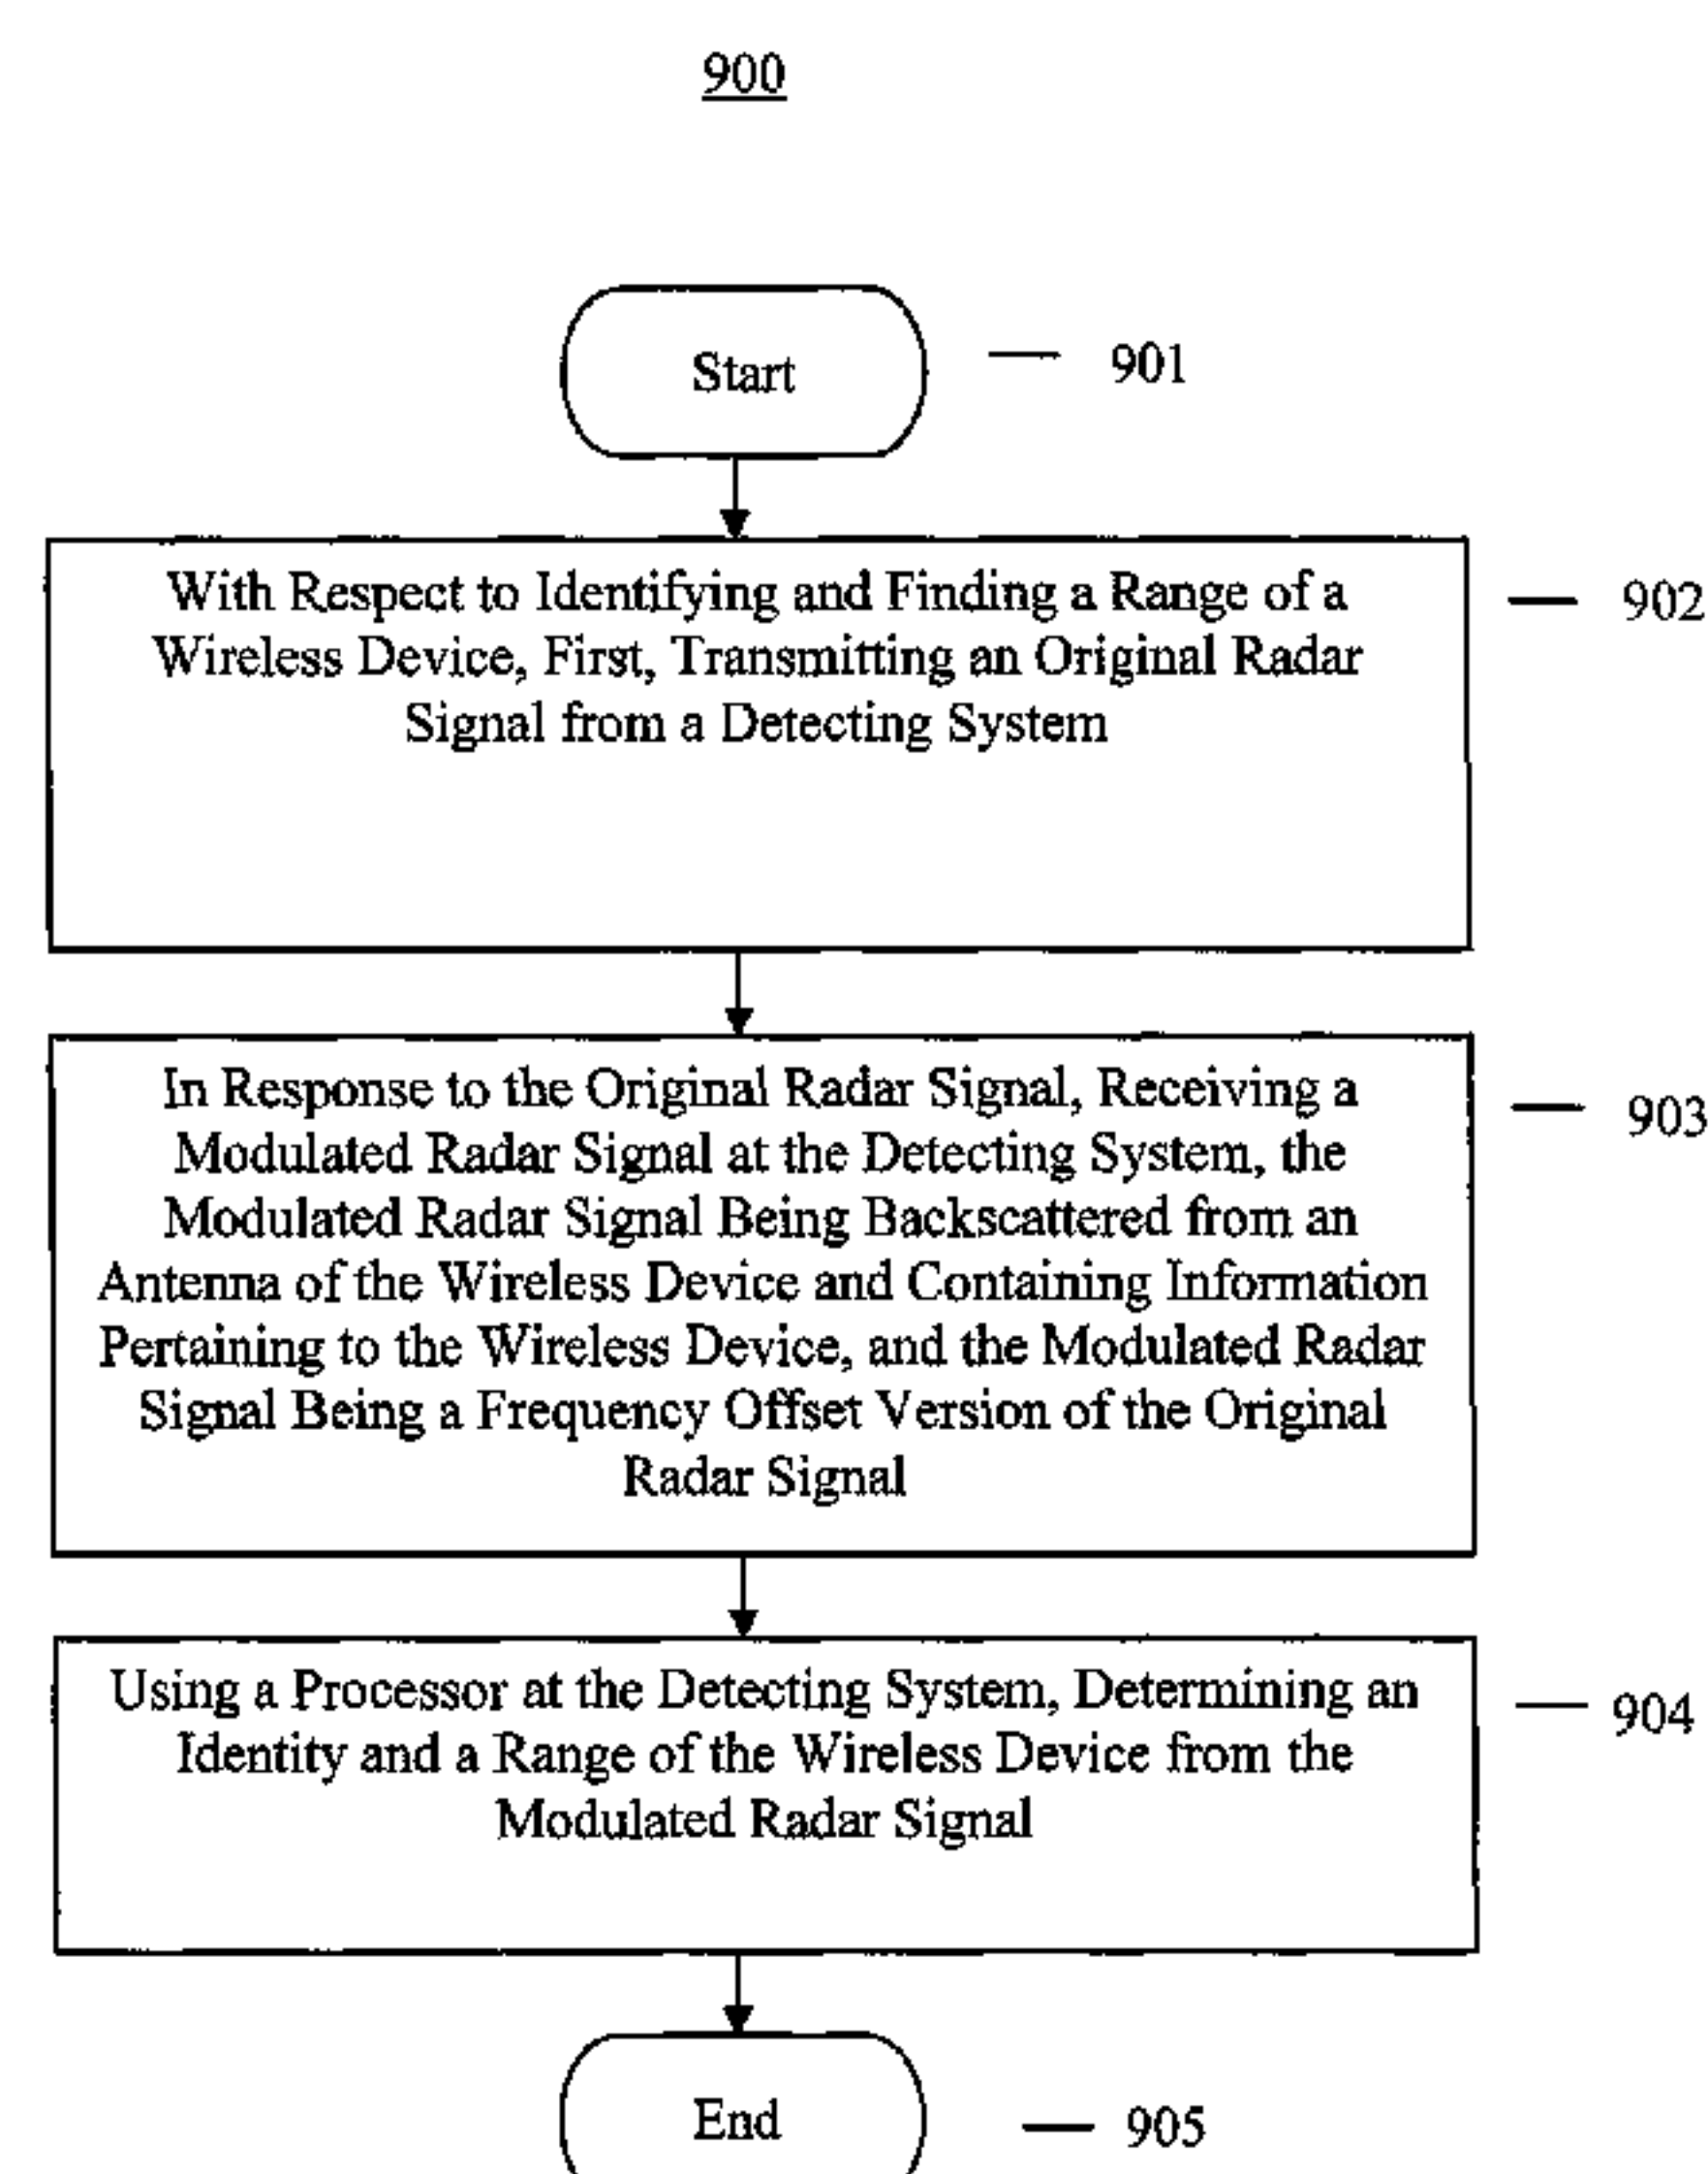 900
Start
901
With Respect to Identifying and Finding a Range of a
Wireless Device, First, Transmitting an Original Radar
Signal from a Detecting System
902
In Response to the Original Radar Signal, Receiving a
Modulated Radar Signal at the Detecting System, the
Modulated Radar Signal Being Backscattered from an
Antenna of the Wireless Device and Containing Information
Pertaining to the Wireless Device, and the Modulated Radar
Signal Being a Frequency Offset Version of the Original
Radar Signal
903
Using a Processor at the Detecting System, Determining an
Identity and a Range of the Wireless Device from the
Modulated Radar Signal
904
End
905